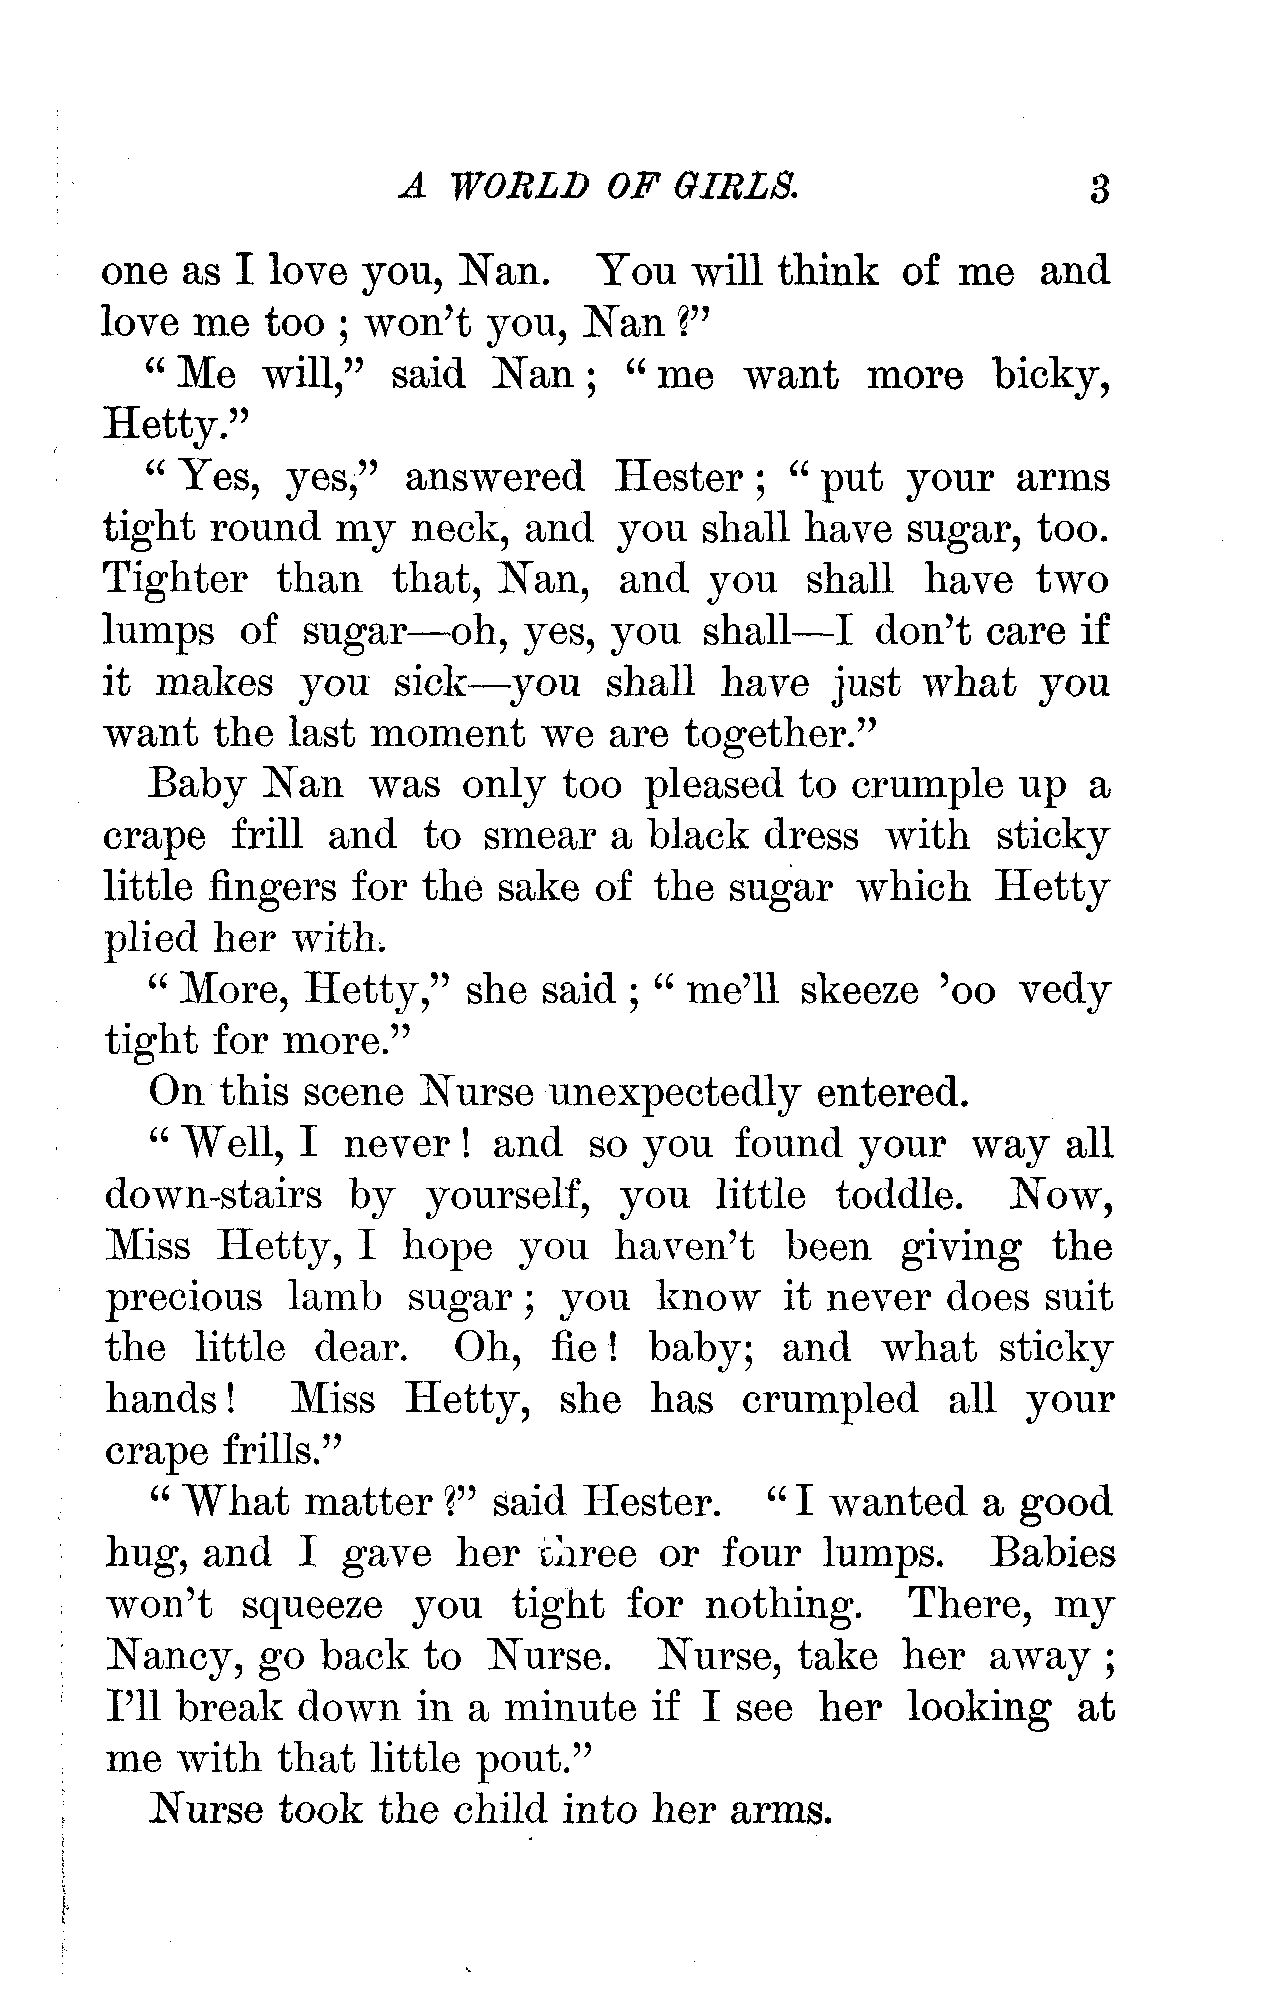 A WORLD OF GIRLS. 3
one as I love you, Nan. You will think of me and
love me too ; won't you, Nan ?"
" Me will," said Nan ; " me want more bicky,
Hetty."
" Yes, yes," answered Hester ; " put your arms
tight round my neck, and you shall have sugar, too.
Tighter than that, Nan, and you shall have two
lumps of sugar—oh, yes, you shall—I don't care if
it makes you sick—you shall have just what you
want the last moment we are together."
Baby Nan was only too pleased to crumple up a
crape frill and to smear a black dress with sticky
little fingers for the sake of the sugar which Hetty
plied her with.
" More, Hetty," she said ; " me'll skeeze 'oo vedy
tight for more."
On this scene Nurse unexpectedly entered.
" Well, I never ! and so you found your way all
down-stairs by yourself, you little toddle. Now,
Miss Hetty, I hope you haven't been giving the
precious lamb sugar ; you know it never does suit
the little dear. Oh, fie ! baby; and what sticky
hands ! Miss Hetty, she has crumpled all your
crape frills."
" What matter ?" said Hester. " I wanted a good
hug, and I gave her three or four lumps. Babies
won't squeeze you tight for nothing. There, my
Nancy, go back to Nurse. Nurse, take her away ;
I'll break down in a minute if I see her looking at
me with that little pout."
Nurse took the child into her arms.